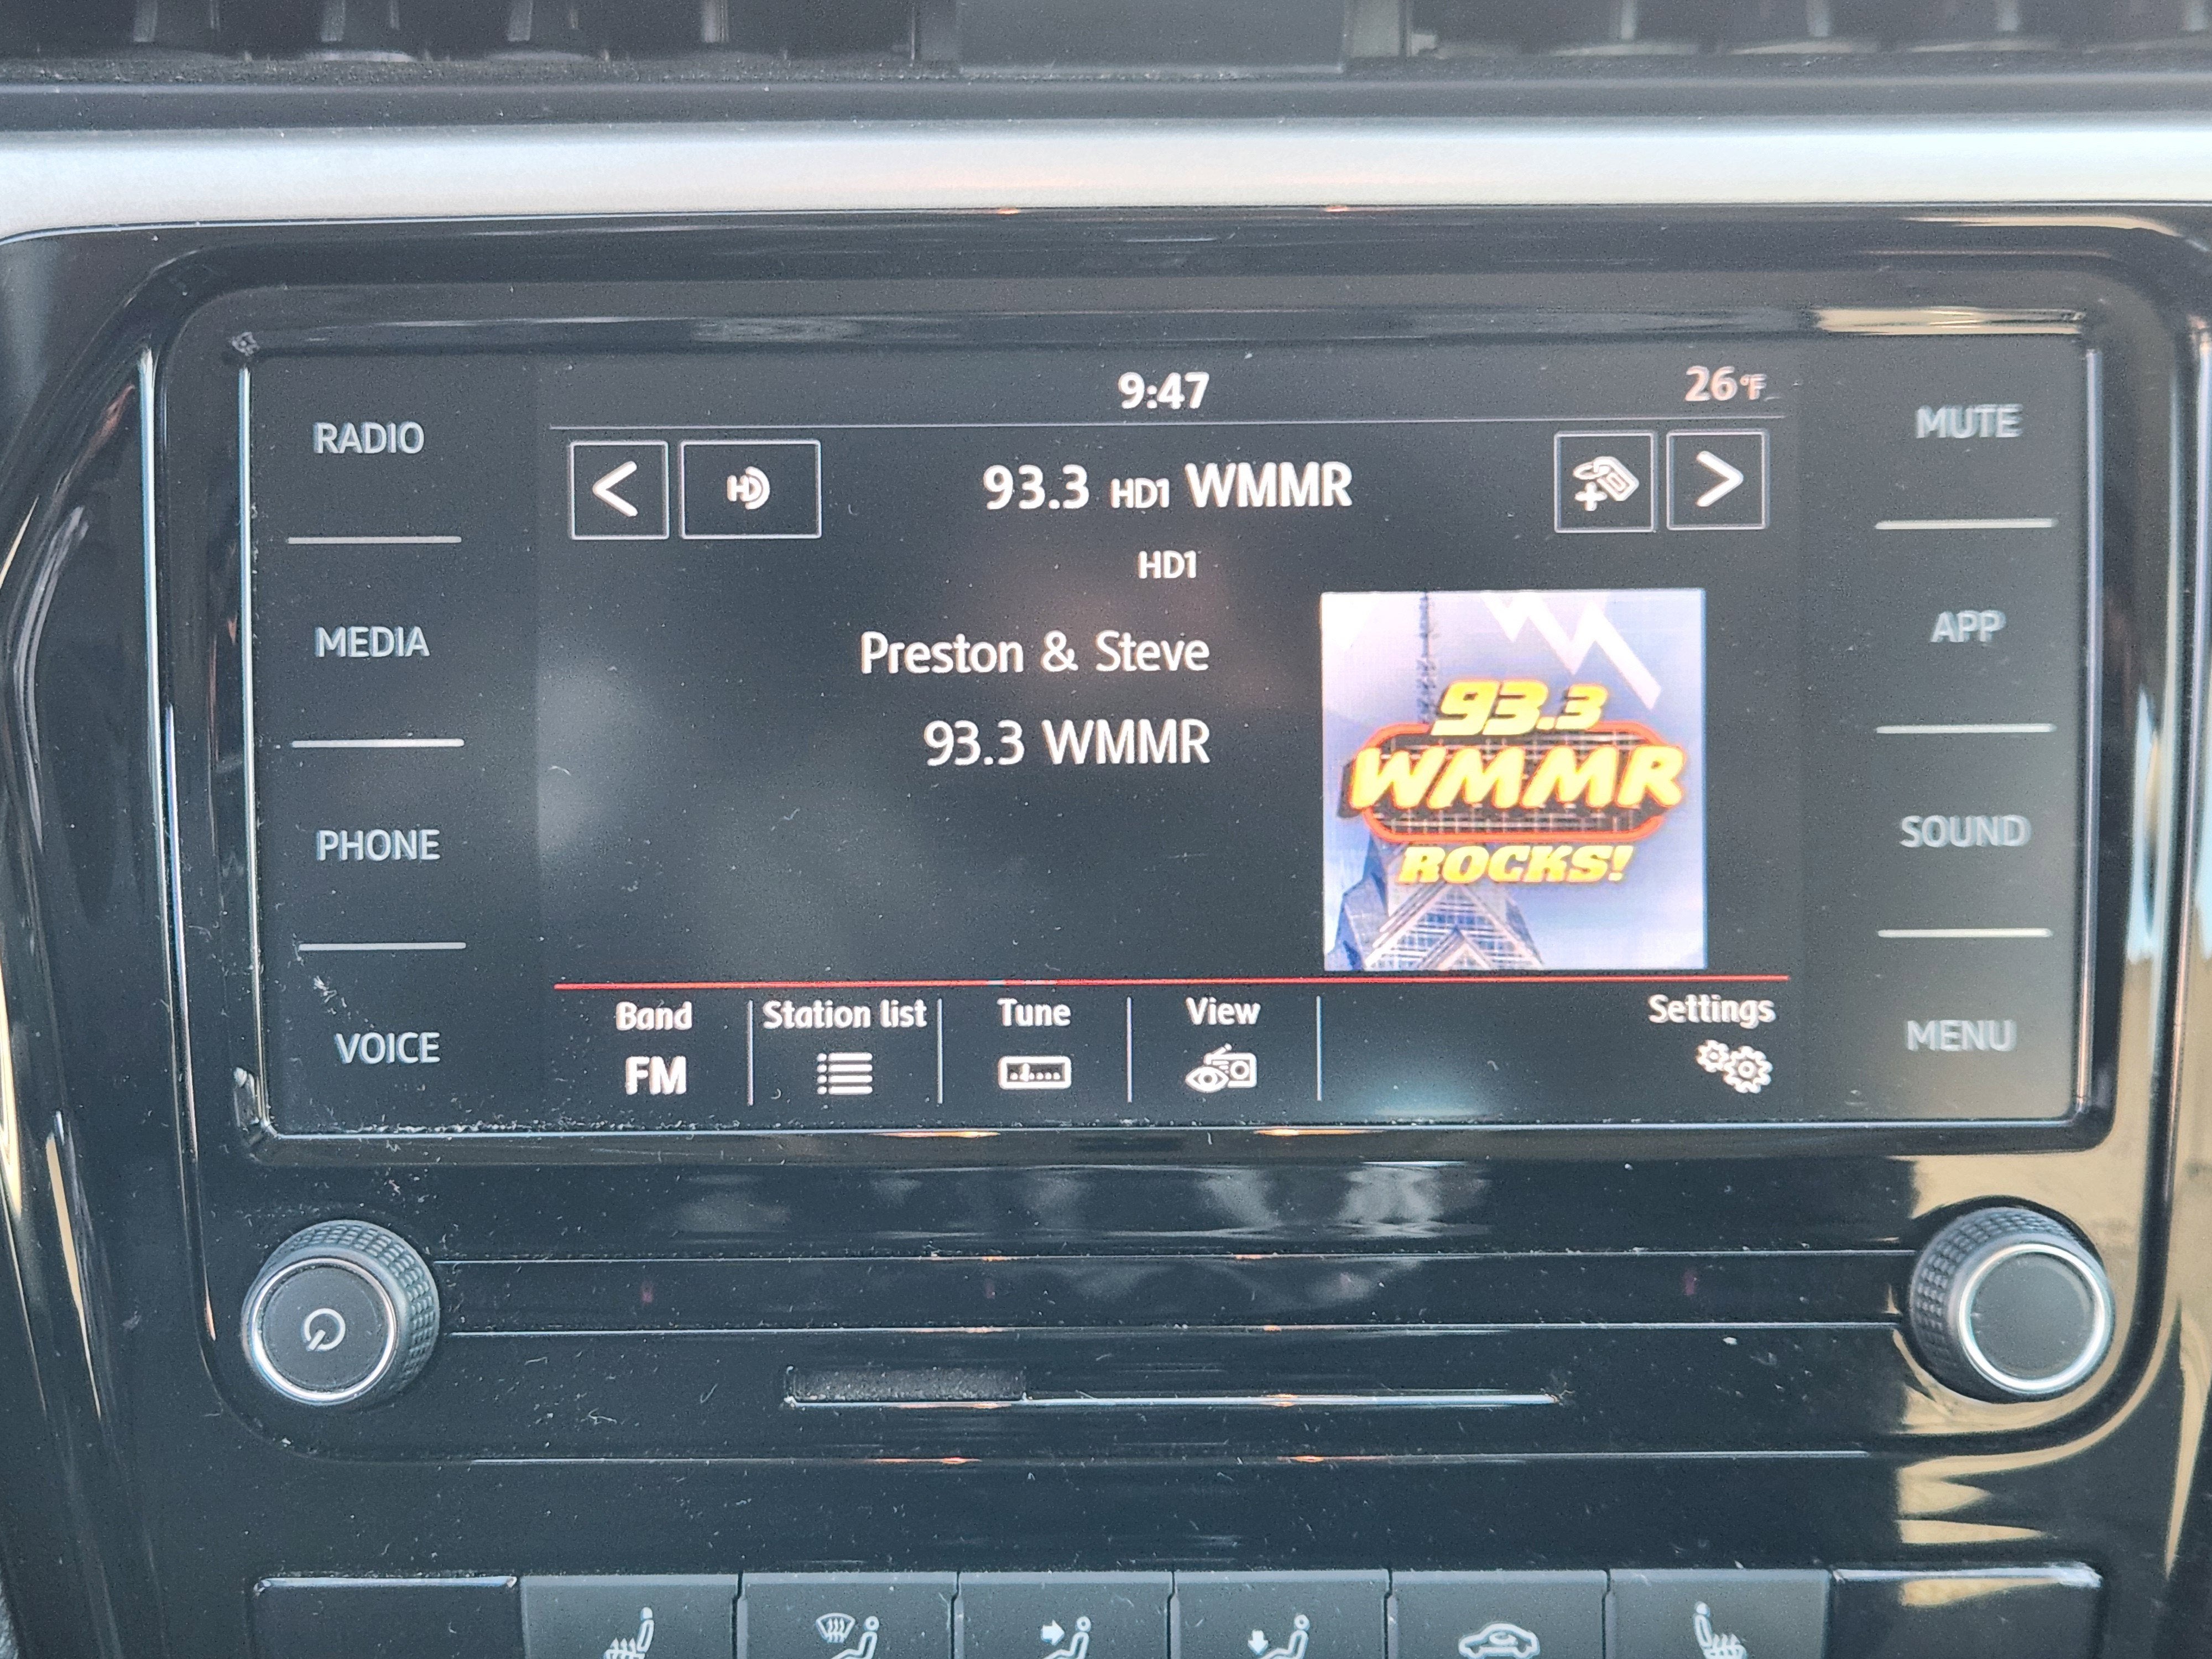 9:47
26°F
RADIO
MUTE
HD
93.3 HD1 WMMR
HD1
MEDIA
APP
Preston & Steve
93.3 WMMR
93.3
WMMR
ROCKS!
PHONE
SOUND
VOICE
MENU
Band
FM
Station list
Tune
View
Settings